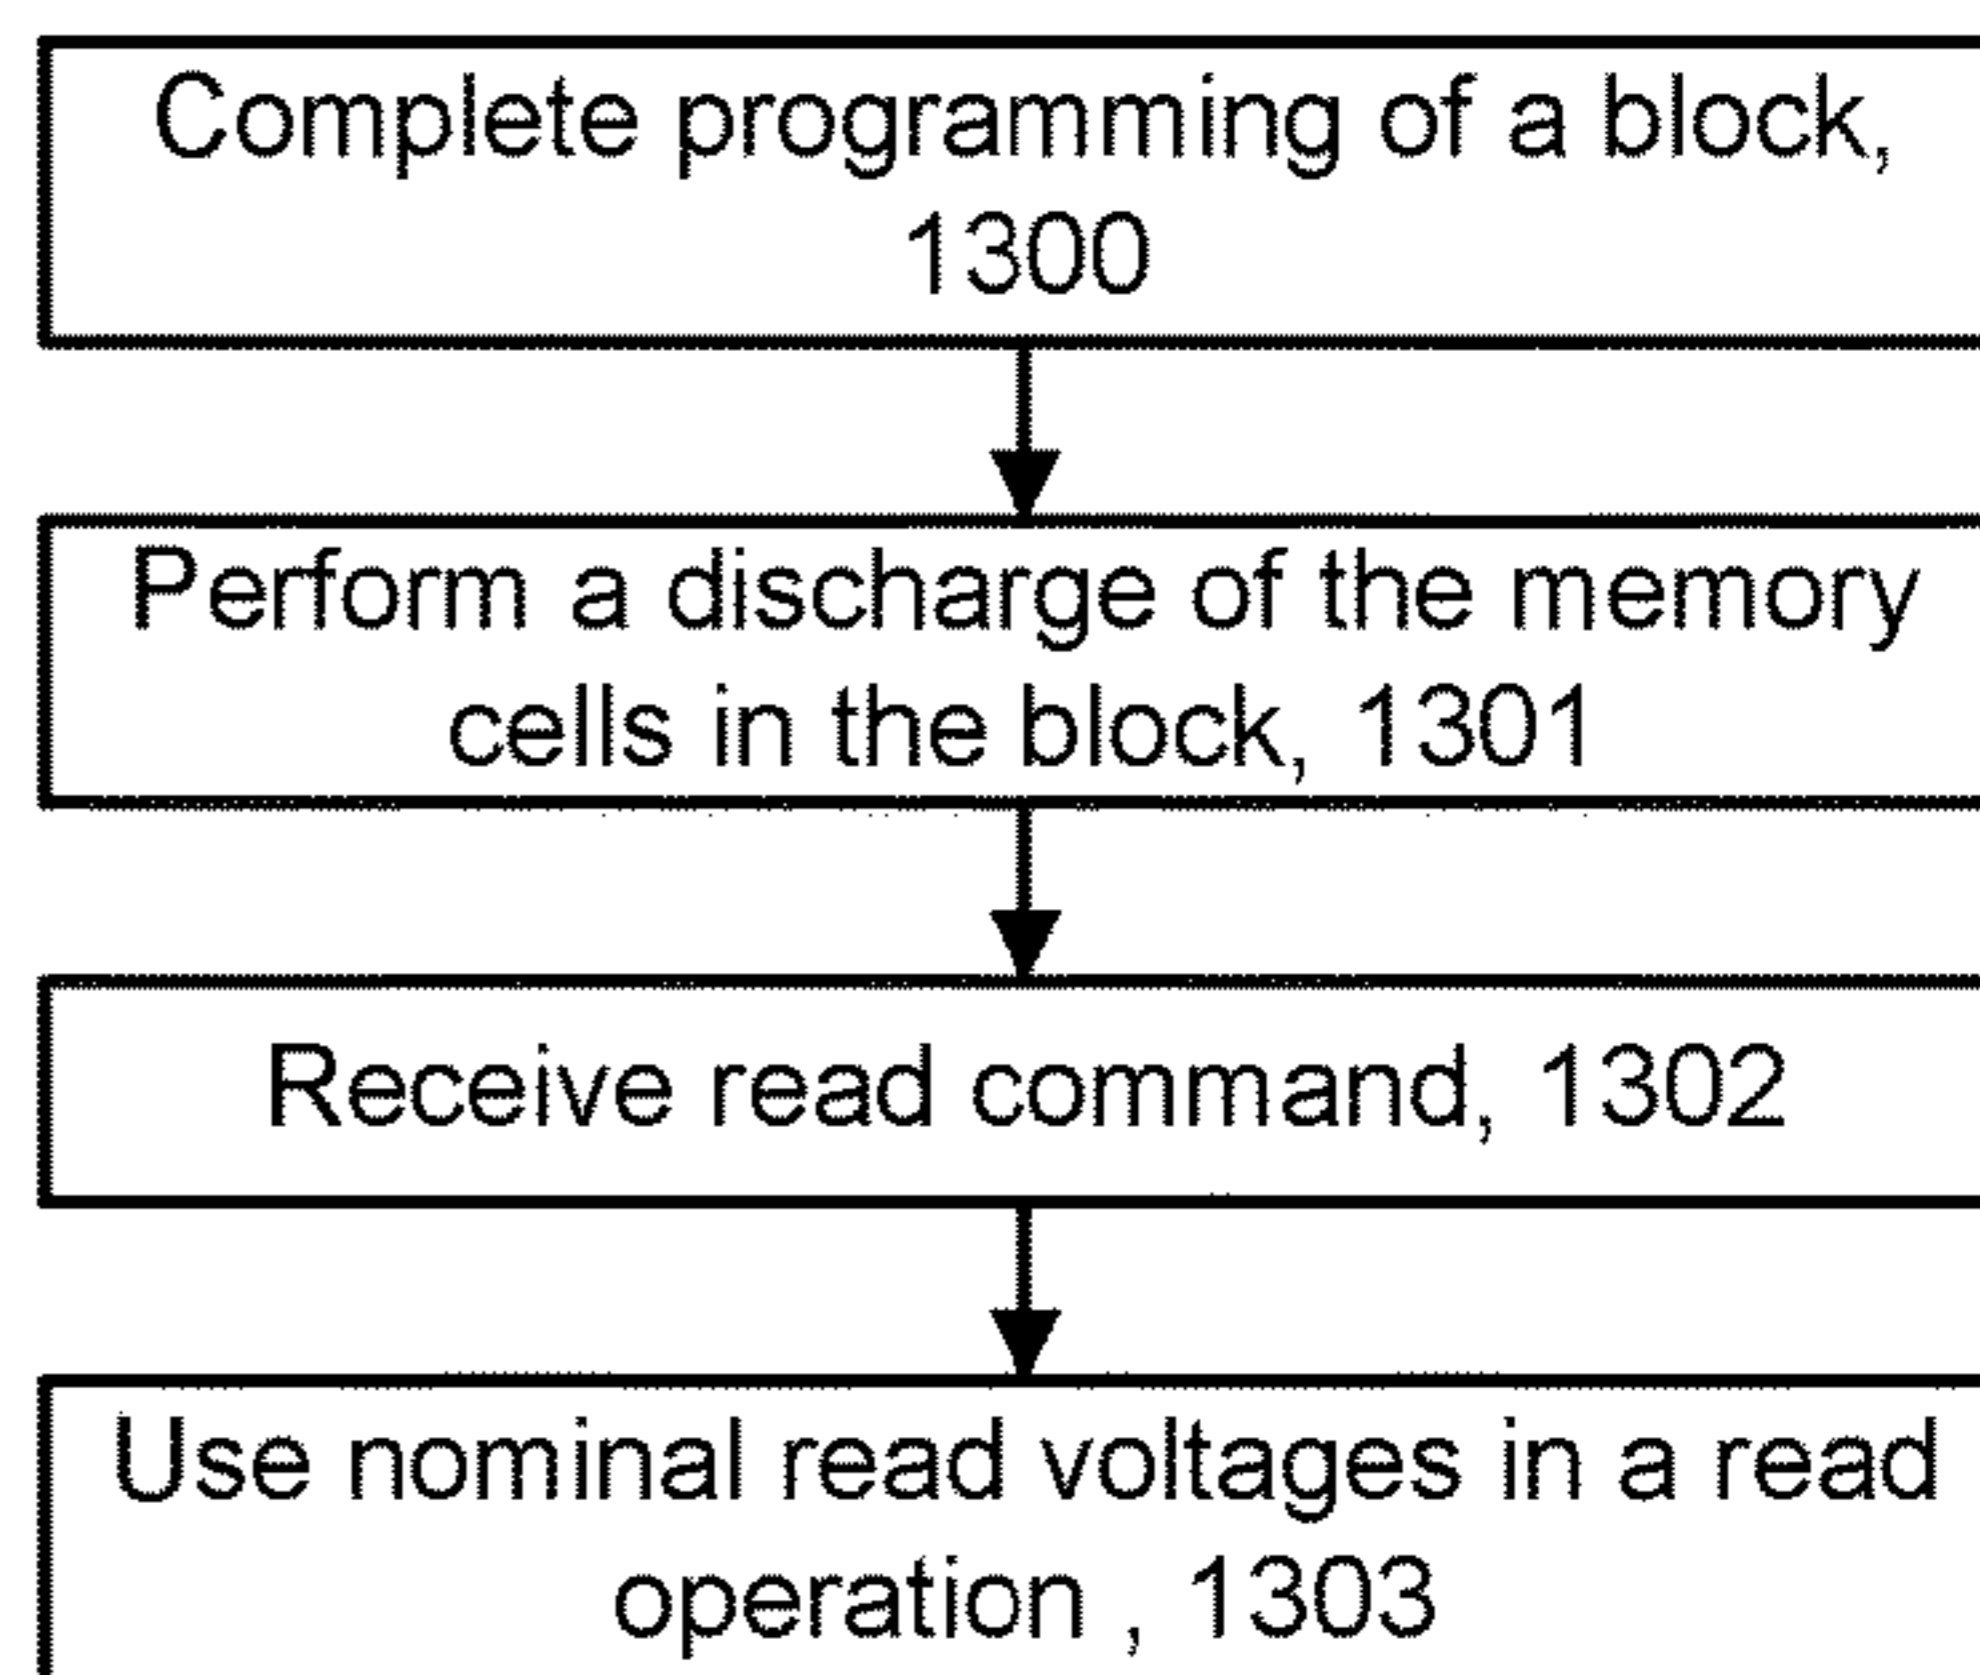 Complete programming of a block,
1300
Perform a discharge of the memory
cells in the block, 1301
Receive read command, 1302
Use nominal read voltages in a read
operation , 1303